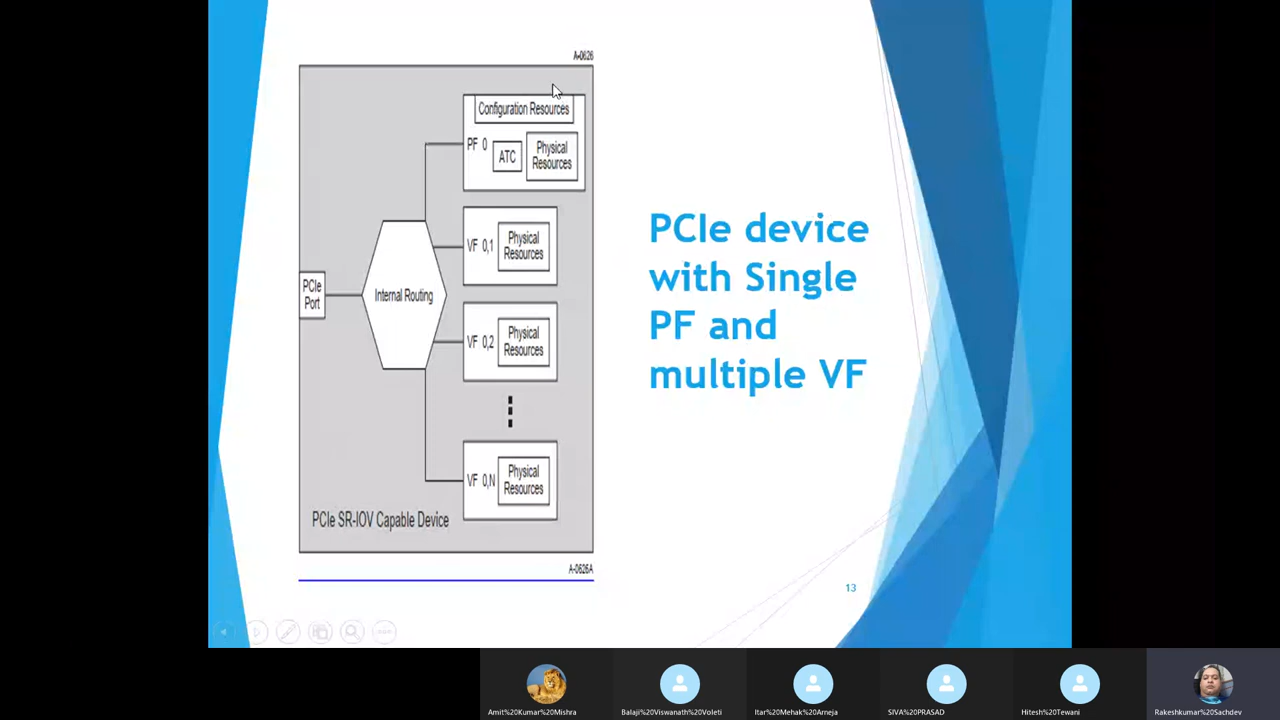 A-0626
Configuration Resources
PF 0
ATC
Physical
Resources
VF 0,1
Physical
Resources
PCIe
Port
Internal Routing
VF 0,2
Physical
Resources
VF 0,N
Physical
Resources
PCIe SR-IOV Capable Device
A-0626A
PCIe device
with Single
PF and
multiple VF
13
Amit%20Kumar%20Mishra
Balaji%20Viswanath%20Voleti
Itar%20Mehak%20Arneja
SIVA%20PRASAD
Hitesh%20Tewani
Rakeshkumar%20Sachdev